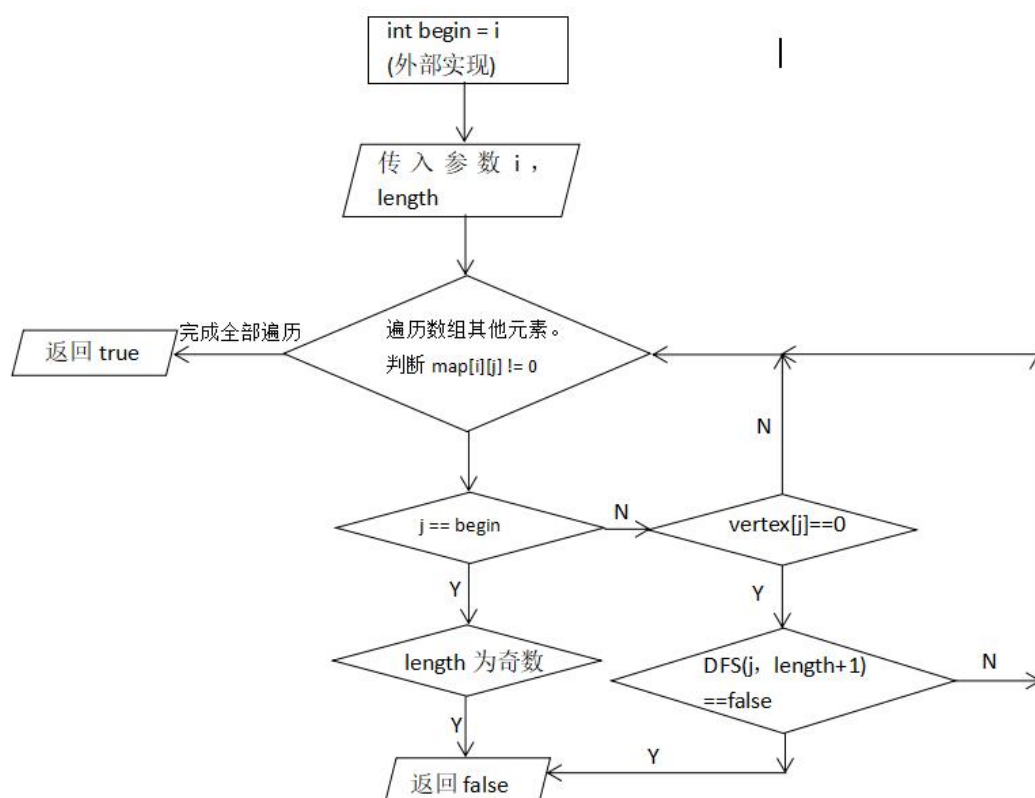 int begin = i
(外部实现)
传入参数 i，
length
完成全部遍历
返回 true
遍历数组其他元素。
判断 map[i][j] != 0
N
j == begin
N
vertex[j]==0
Y
Y
length 为奇数
DFS(j，length+1)
==false
N
Y
Y
返回 false